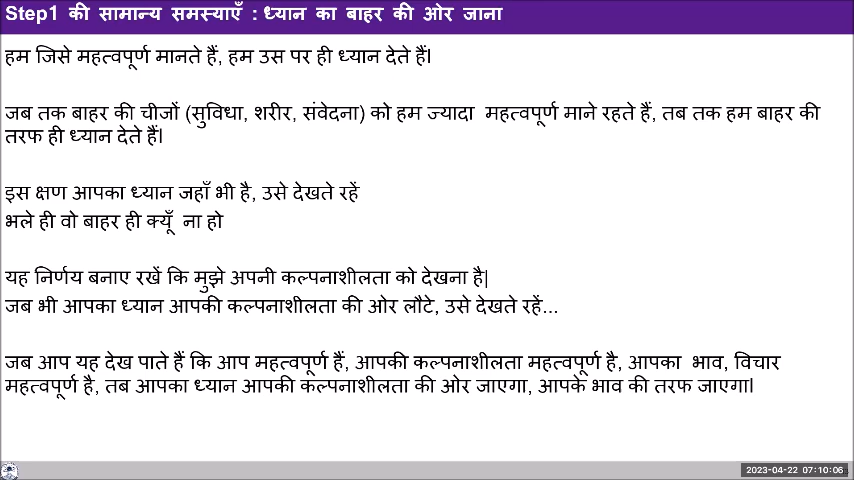 Step1 की सामान्य समस्याएँ : ध्यान का बाहर की ओर जाना
हम जिसे महत्वपूर्ण मानते हैं, हम उस पर ही ध्यान देते हैं।
जब तक बाहर की चीजों (सुविधा, शरीर, संवेदना) को हम ज्यादा महत्वपूर्ण माने रहते हैं, तब तक हम बाहर की
तरफ ही ध्यान देते हैं।
इस क्षण आपका ध्यान जहाँ भी है, उसे देखते रहें
भले ही वो बाहर ही क्यूँ ना हो
यह निर्णय बनाए रखें कि मुझे अपनी कल्पनाशीलता को देखना है|
जब भी आपका ध्यान आपकी कल्पनाशीलता की ओर लौटे, उसे देखते रहें...
जब आप यह देख पाते हैं कि आप महत्वपूर्ण हैं, आपकी कल्पनाशीलता महत्वपूर्ण है, आपका भाव, विचार
महत्वपूर्ण है, तब आपका ध्यान आपकी कल्पनाशीलता की ओर जाएगा, आपके भाव की तरफ जाएगा।
2023-04-22 07:10:06